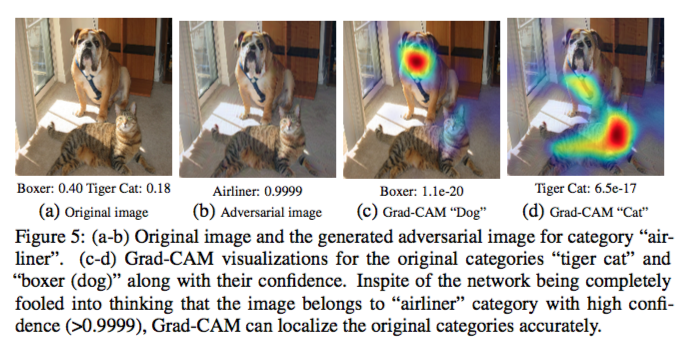 Boxer: 0.40 Tiger Cat: 0.18
Airliner: 0.9999
Boxer: 1.1e-20
Tiger Cat: 6.5e-17
(a) Original image
(b) Adversarial image
(c) Grad-CAM “Dog”
(d) Grad-CAM “Cat”
Figure 5: (a-b) Original image and the generated adversarial image for category “air-
liner”. (c-d) Grad-CAM visualizations for the original categories “tiger cat” and
“boxer (dog)” along with their confidence. Inspite of the network being completely
fooled into thinking that the image belongs to “airliner” category with high confi-
dence (>0.9999), Grad-CAM can localize the original categories accurately.